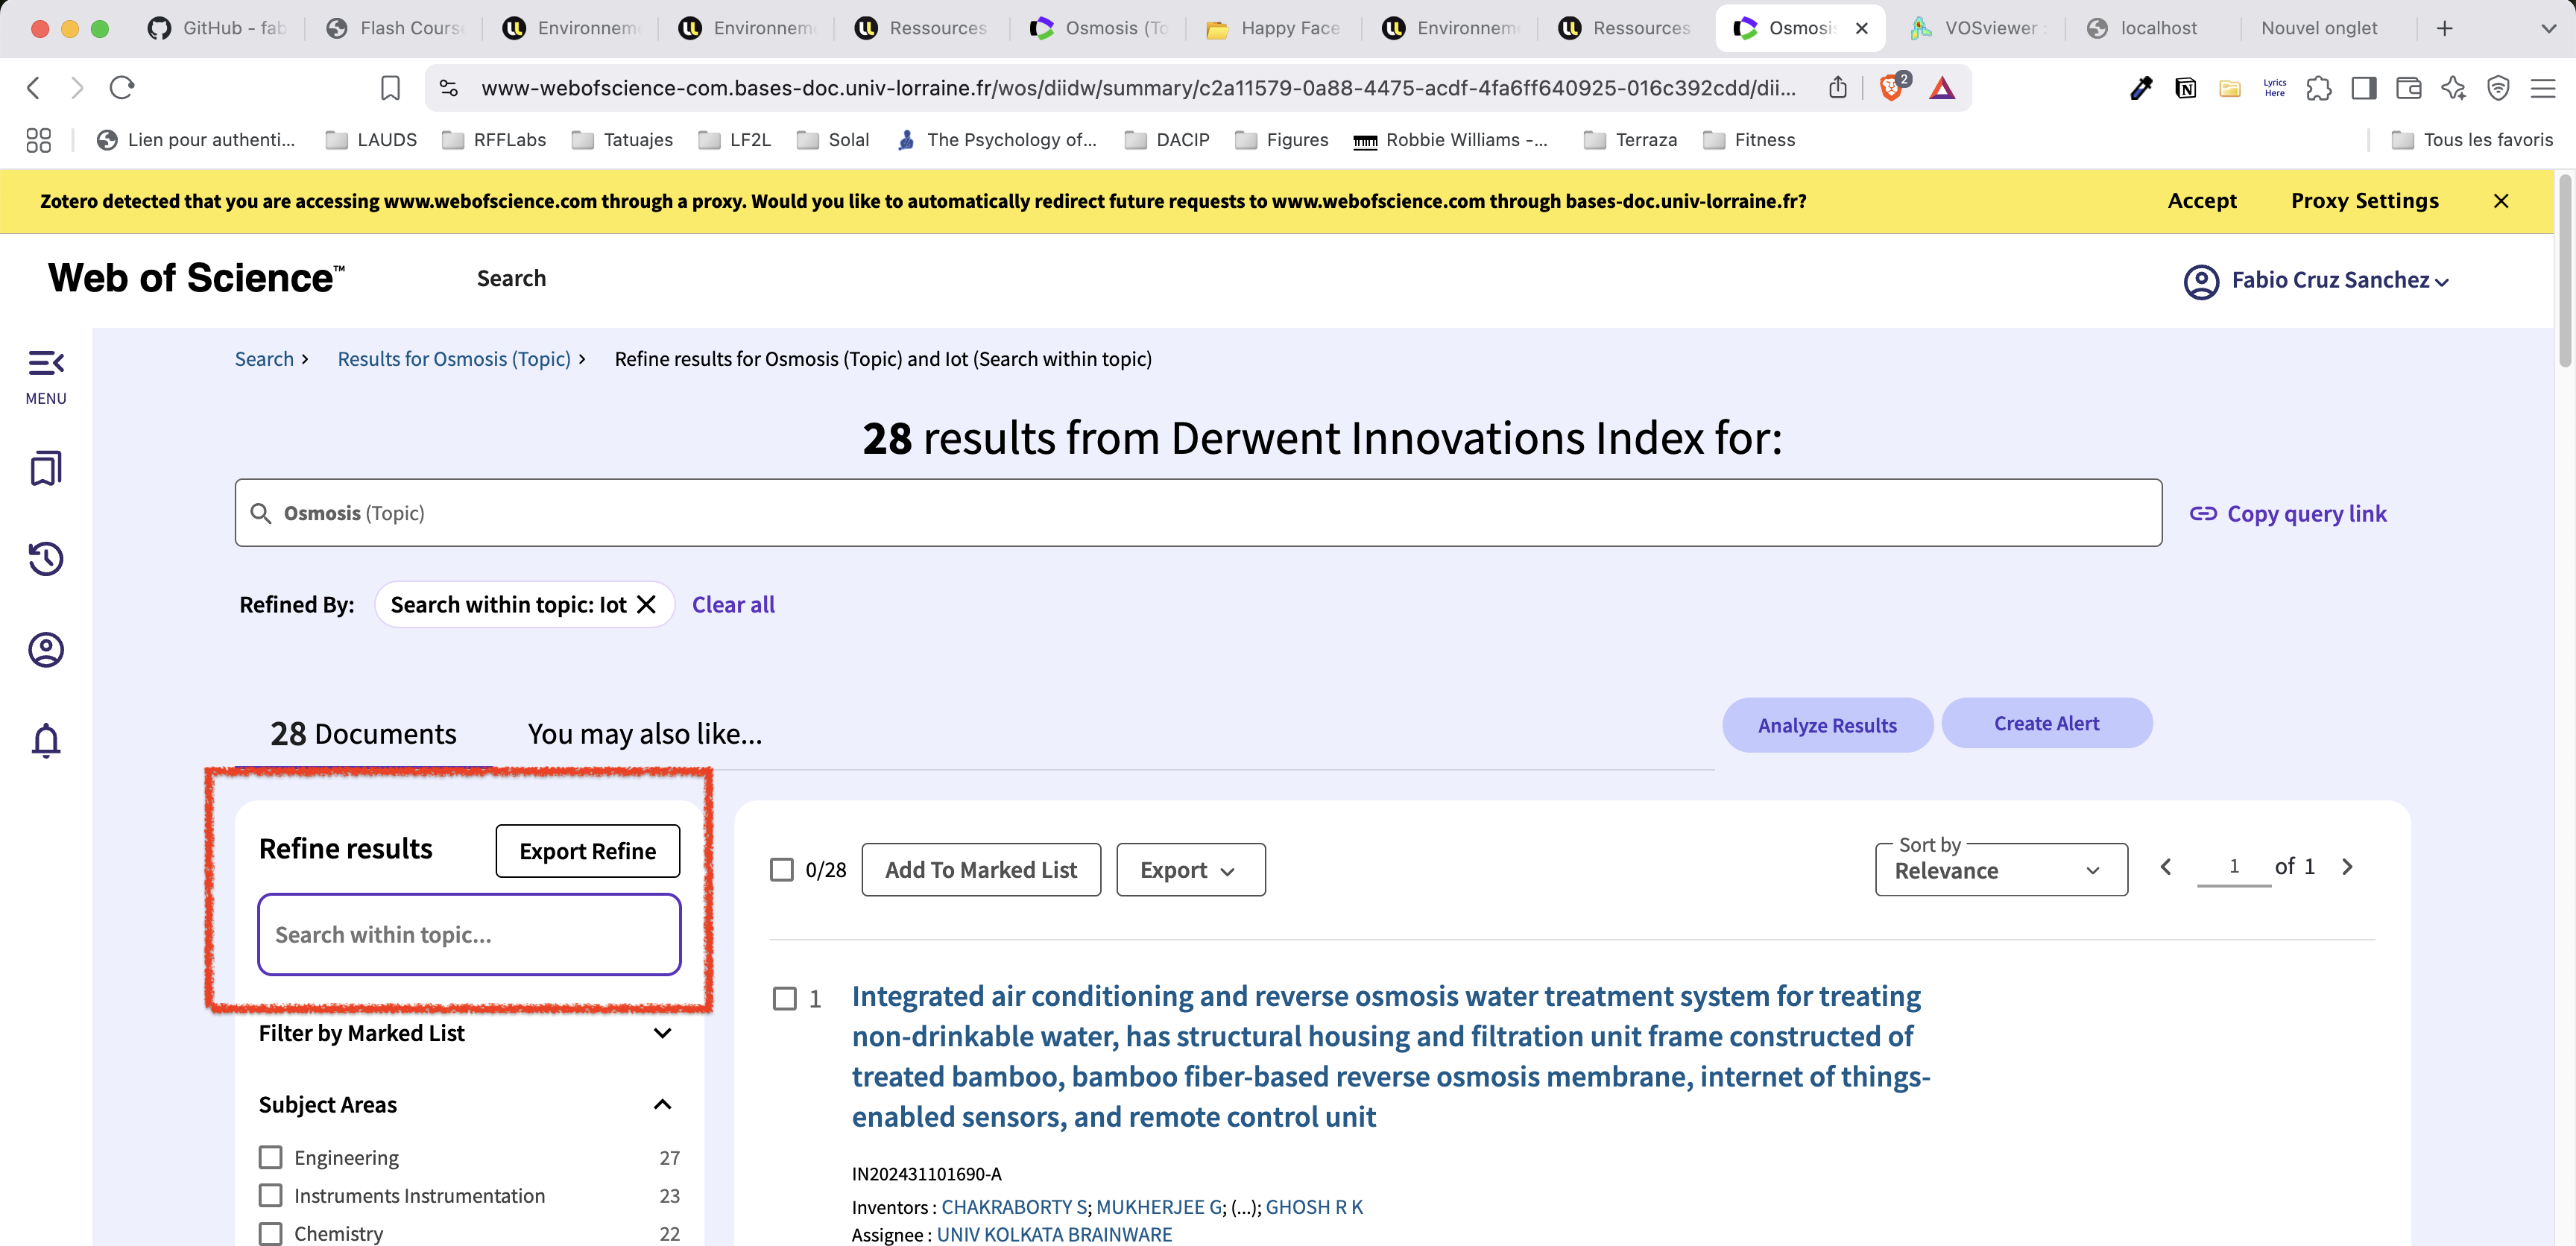 GitHub - fab
Flash Cours
Environnem
Environnem
Ressources
Osmosis (To
Happy Face
Environnem
Ressources
Osmosis
VOSviewer
localhost
Nouvel onglet
www-webofscience-com.bases-doc.univ-lorraine.fr/wos/diidw/summary/c2a11579-0a88-4475-acdf-4fa6ff640925-016c392cdd/dii...
2
Lyrics
Here
Lien pour authenti...
LAUDS
RFFLabs
Tatuajes
LF2L
Solal
The Psychology of...
DACIP
Figures
Robbie Williams -...
Terraza
Fitness
Tous les favoris
Zotero detected that you are accessing www.webofscience.com through a proxy. Would you like to automatically redirect future requests to www.webofscience.com through bases-doc.univ-lorraine.fr?
Accept
Proxy Settings
Web of Science™
Search
Fabio Cruz Sanchez
MENU
Search > Results for Osmosis (Topic) > Refine results for Osmosis (Topic) and Iot (Search within topic)
28 results from Derwent Innovations Index for:
Osmosis (Topic)
Copy query link
Refined By:
Search within topic: Iot
Clear all
28 Documents
You may also like...
Analyze Results
Create Alert
Refine results
Export Refine
Search within topic...
Filter by Marked List
Subject Areas
Engineering 27
Instruments Instrumentation 23
Chemistry 22
0/28
Add To Marked List
Export
Sort by
Relevance
1 of 1
1
Integrated air conditioning and reverse osmosis water treatment system for treating
non-drinkable water, has structural housing and filtration unit frame constructed of
treated bamboo, bamboo fiber-based reverse osmosis membrane, internet of things-
enabled sensors, and remote control unit
IN202431101690-A
Inventors : CHAKRABORTY S; MUKHERJEE G; (...); GHOSH R K
Assignee : UNIV KOLKATA BRAINWARE